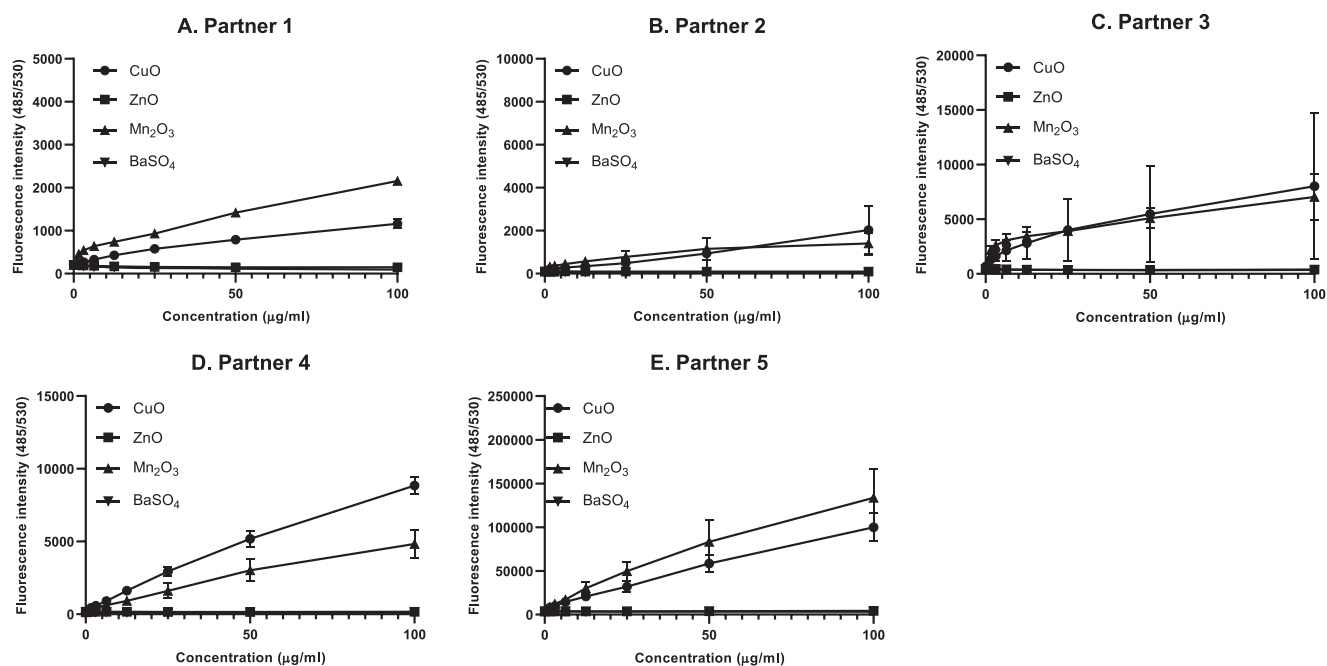 A. Partner 1
Fluorescence intensity (485/530)
5000
4000
3000
2000
1000
0
CuO
ZnO
Mn₂O₃
BaSO₄
0 50 100
Concentration (μg/ml)
B. Partner 2
Fluorescence intensity (485/530)
10000
8000
6000
4000
2000
0
CuO
ZnO
Mn₂O₃
BaSO₄
0 50 100
Concentration (μg/ml)
C. Partner 3
Fluorescence intensity (485/530)
20000
15000
10000
5000
0
CuO
ZnO
Mn₂O₃
BaSO₄
0 50 100
Concentration (μg/ml)
D. Partner 4
Fluorescence intensity (485/530)
15000
10000
5000
0
CuO
ZnO
Mn₂O₃
BaSO₄
0 50 100
Concentration (μg/ml)
E. Partner 5
Fluorescence intensity (485/530)
250000
200000
150000
100000
50000
0
CuO
ZnO
Mn₂O₃
BaSO₄
0 50 100
Concentration (μg/ml)